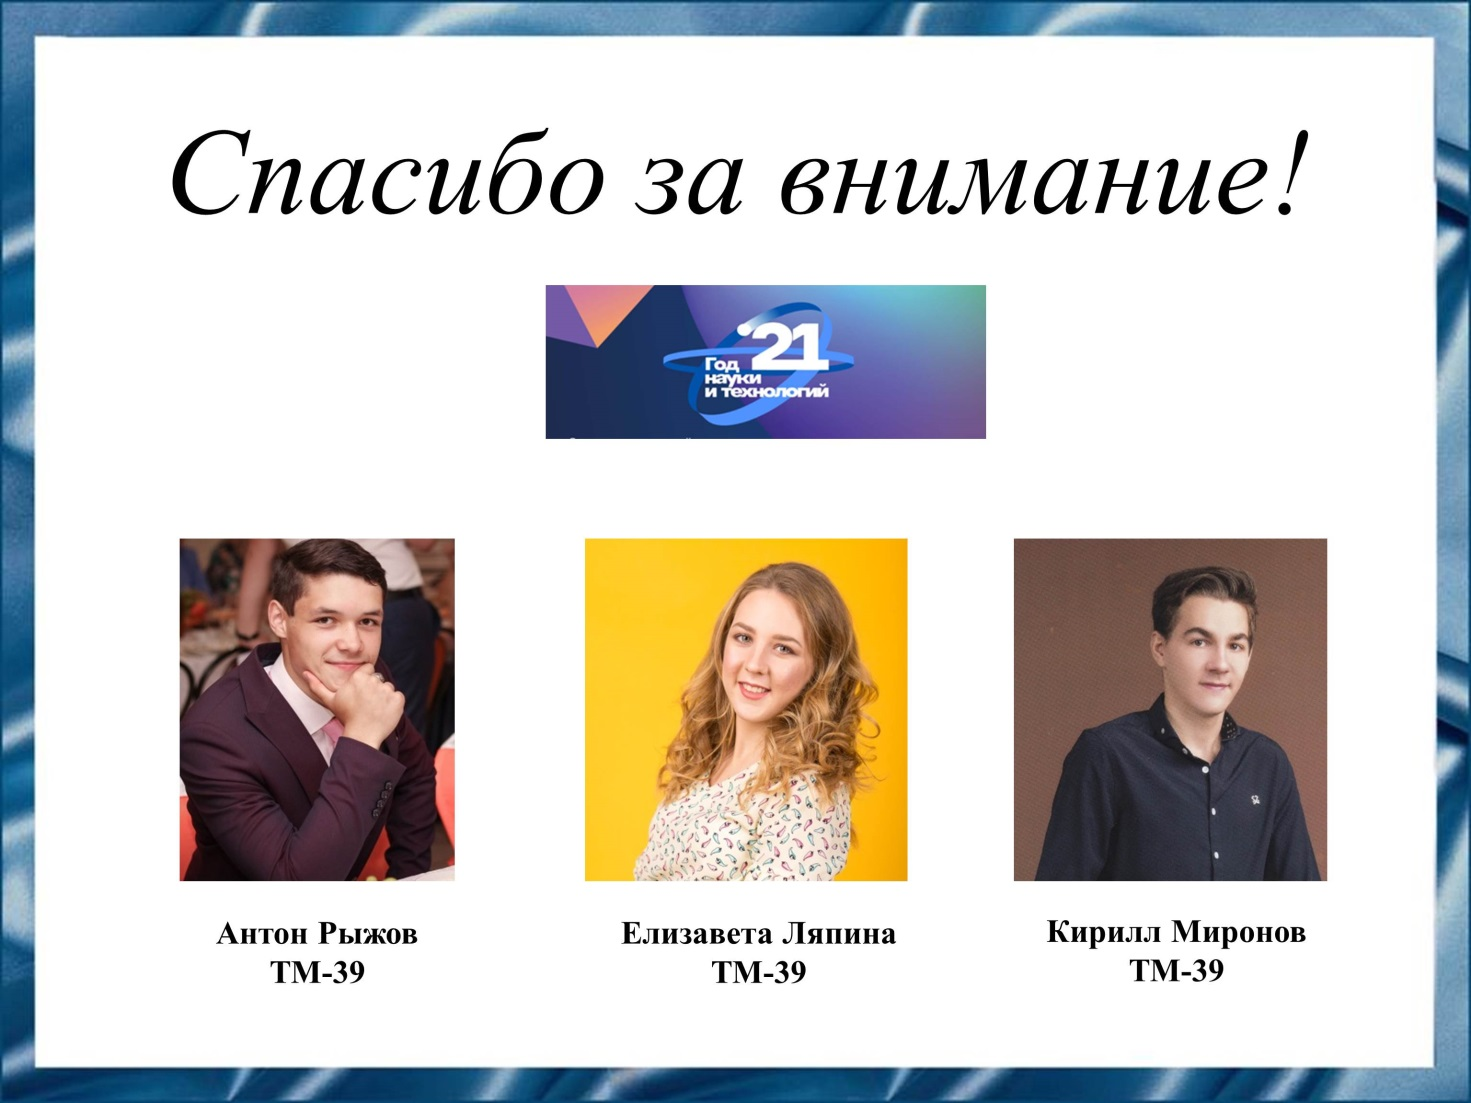 Спасибо за внимание!
'21
Год
науки
и технологий
Антон Рыжов
ТМ-39
Елизавета Ляпина
ТМ-39
Кирилл Миронов
ТМ-39